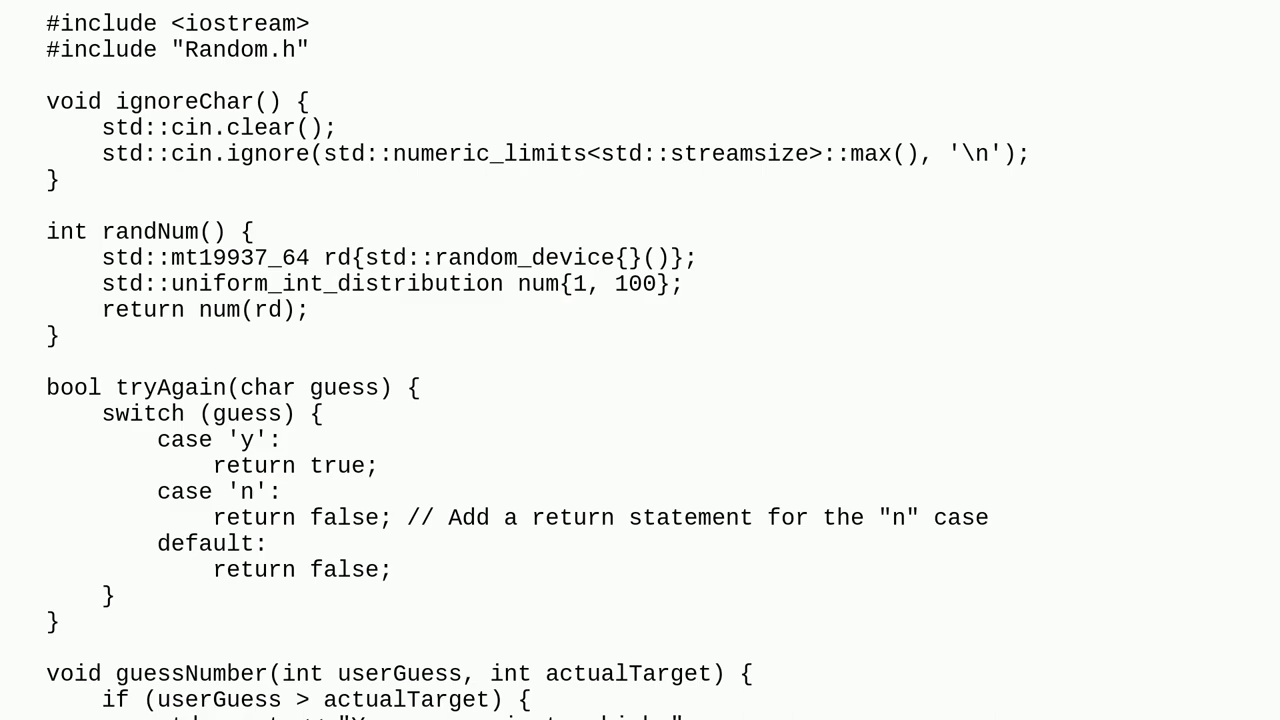 #include <iostream>
#include "Random.h"
void ignoreChar() {
std::cin.clear();
std::cin.ignore(std::numeric_limits<std::streamsize>::max(), '\n');
}
int randNum() {
std::mt19937_64 rd{std::random_device{}()};
std::uniform_int_distribution num{1, 100};
return num(rd);
}
bool tryAgain(char guess) {
switch (guess) {
case 'y':
return true;
case 'n':
return false; // Add a return statement for the "n" case
default:
return false;
}
}
void guessNumber(int userGuess, int actualTarget) {
if (userGuess > actualTarget) {